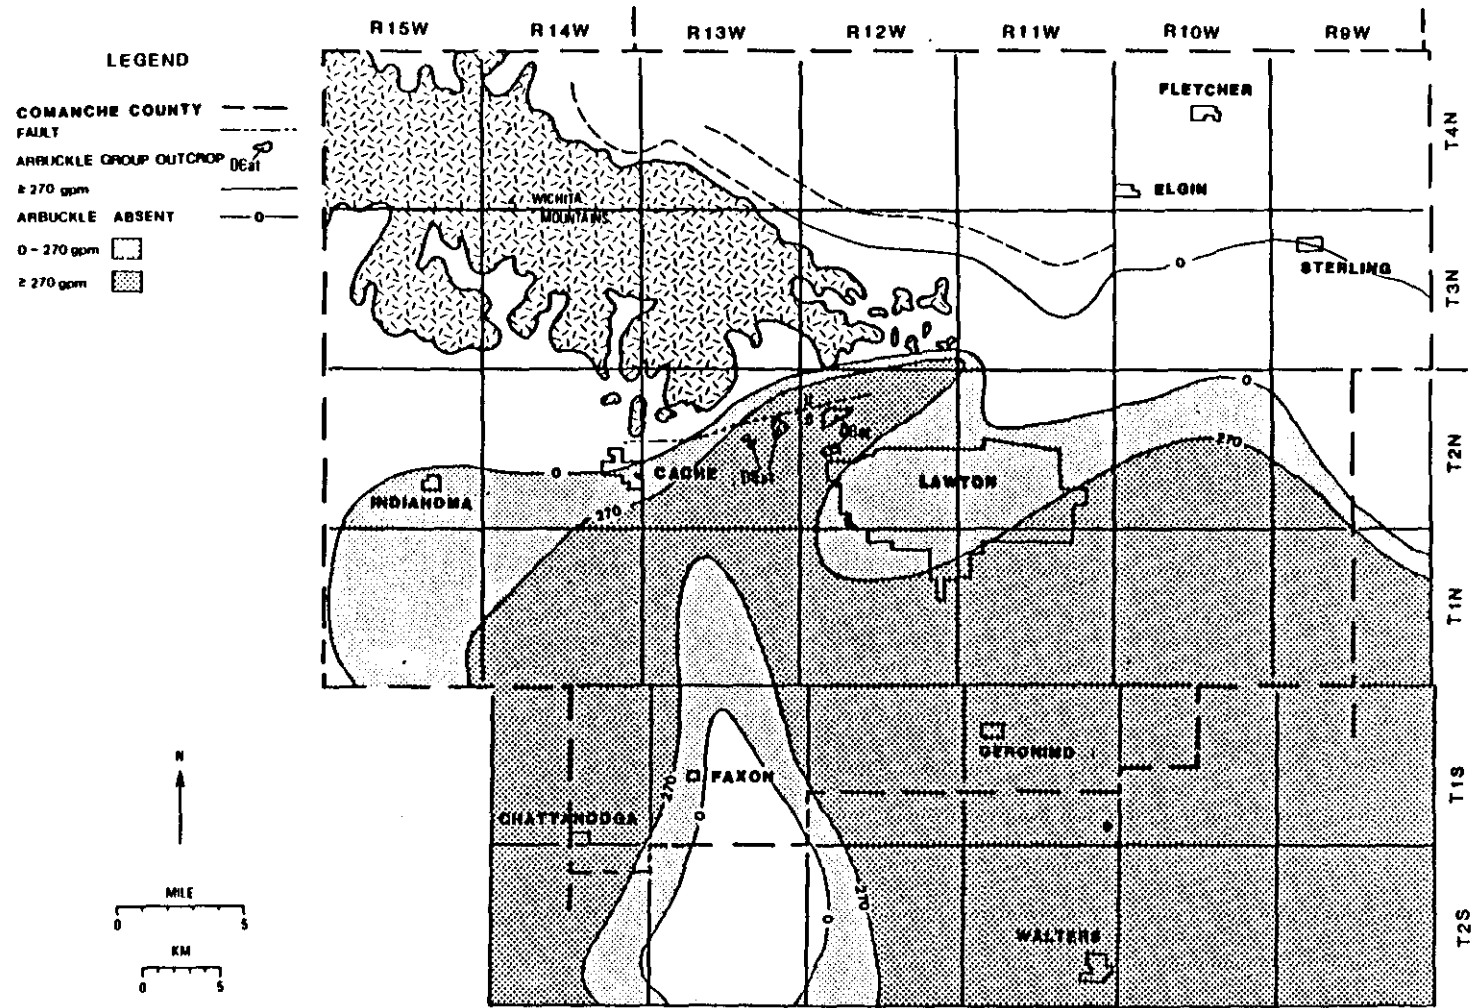 R15W R14W R13W R12W R11W R10W R9W
LEGEND
COMANCHE COUNTY
FAULT
ARBUCKLE GROUP OUTCROP
≥ 270 gpm
ARBUCKLE ABSENT 0
0 - 270 gpm
≥ 270 gpm
FLETCHER
T4N
ELGIN
WICHITA
MOUNTAINS
0
STERLING
T3N
0
U
270
T2N
0
CACHE
LAWTON
INDIAHOMA
270
T1N
GERONIMO
FAXON
270
T1S
CHATTANOOGA
0
N
270
0
MILE
0 5
WALTERS
T2S
KM
0 5